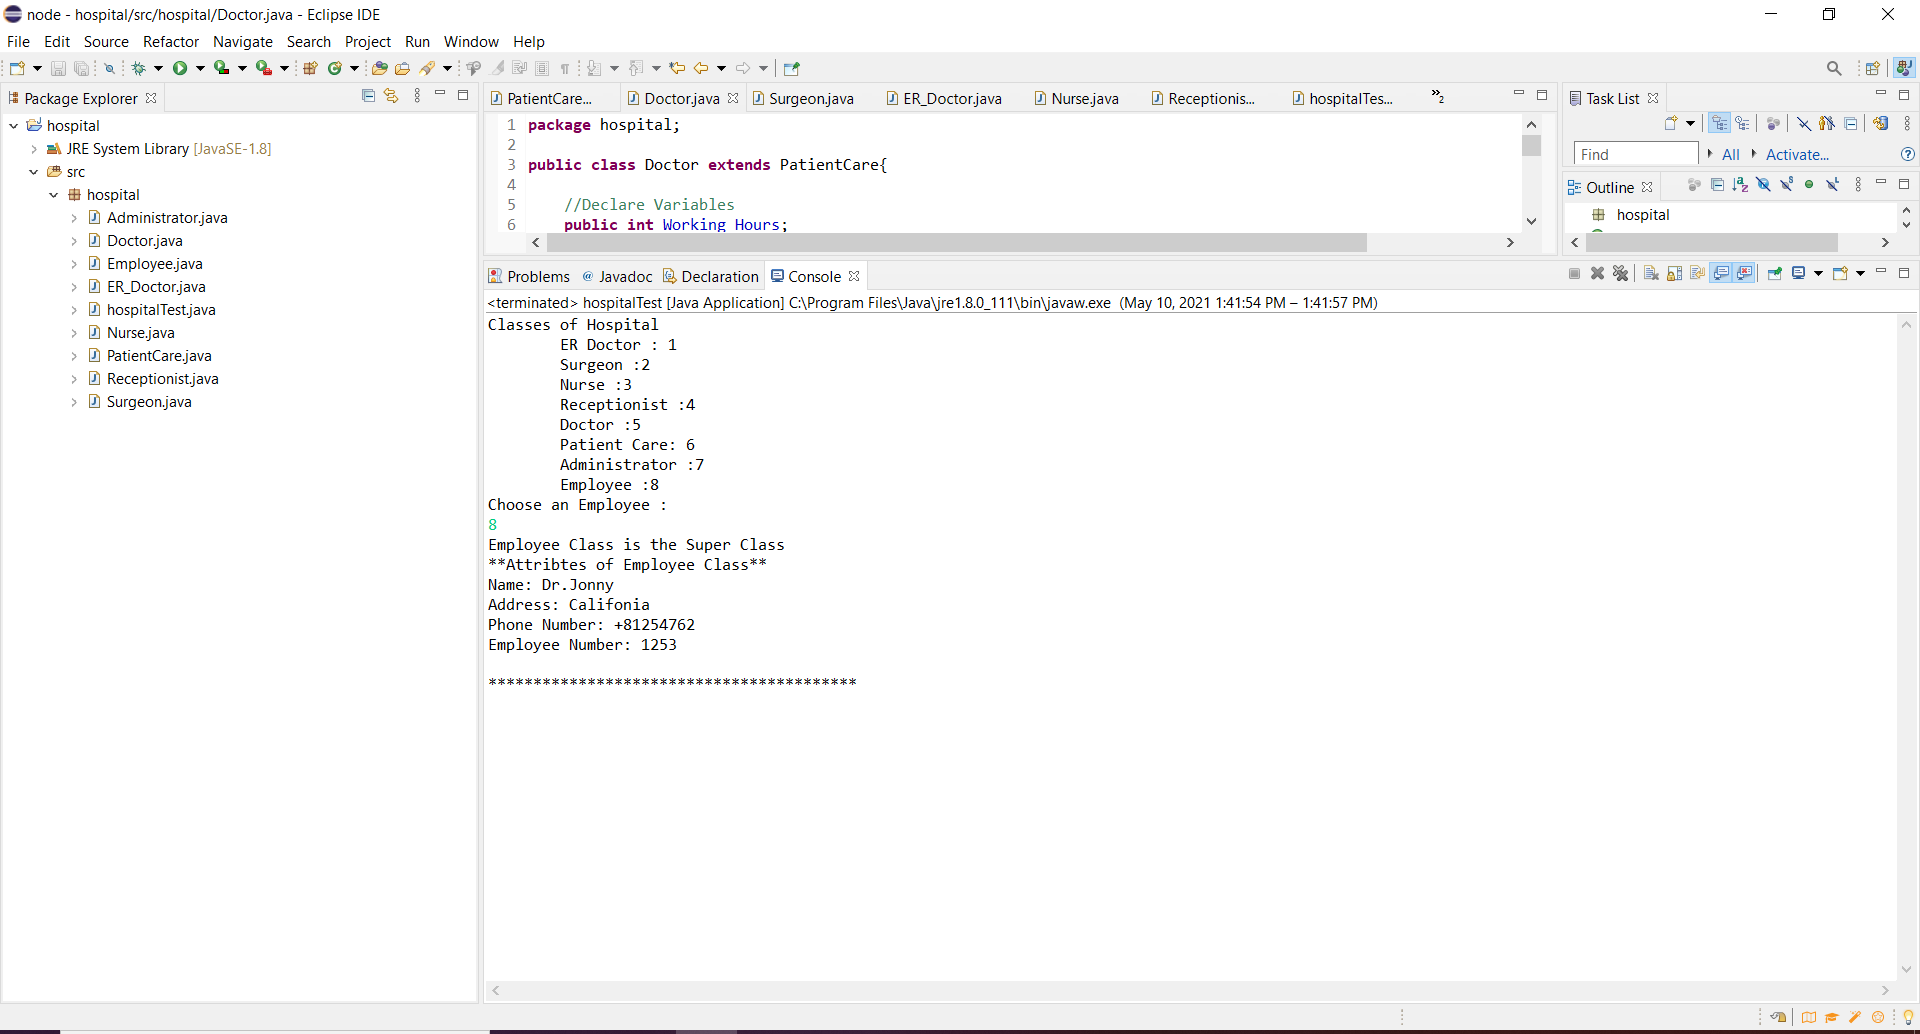 node - hospital/src/hospital/Doctor.java - Eclipse IDE
File Edit Source Refactor Navigate Search Project Run Window Help
Package Explorer
hospital
JRE System Library [JavaSE-1.8]
src
hospital
Administrator.java
Doctor.java
Employee.java
ER_Doctor.java
hospitalTest.java
Nurse.java
PatientCare.java
Receptionist.java
Surgeon.java
PatientCare... Doctor.java Surgeon.java ER_Doctor.java Nurse.java Receptionis... hospitalTes... »2
1 package hospital;
2
3 public class Doctor extends PatientCare{
4
5 //Declare Variables
6 public int Working_Hours;
Task List
Find All Activate...
Outline
hospital
Problems @ Javadoc Declaration Console
<terminated> hospitalTest [Java Application] C:\Program Files\Java\jre1.8.0_111\bin\javaw.exe (May 10, 2021 1:41:54 PM – 1:41:57 PM)
Classes of Hospital
ER Doctor : 1
Surgeon :2
Nurse :3
Receptionist :4
Doctor :5
Patient Care: 6
Administrator :7
Employee :8
Choose an Employee :
8
Employee Class is the Super Class
**Attribtes of Employee Class**
Name: Dr.Jonny
Address: Califonia
Phone Number: +81254762
Employee Number: 1253
*****************************************